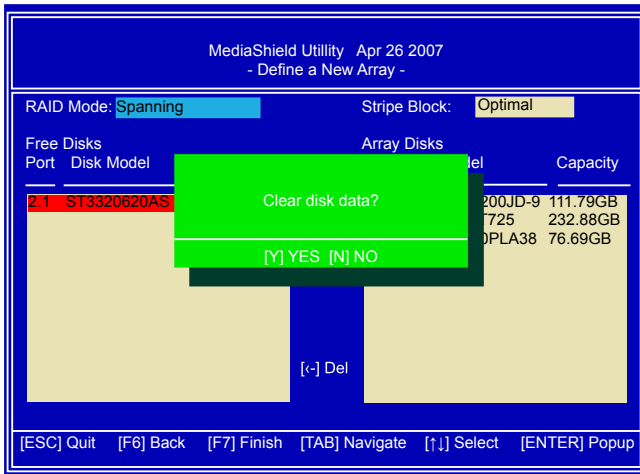 MediaShield Utillity Apr 26 2007
- Define a New Array -
RAID Mode: Spanning Stripe Block: Optimal
Free Disks Array Disks
Port Disk Model Capacity
2.1 ST3320620AS 111.79GB
232.88GB
76.69GB
Clear disk data?
[Y] YES [N] NO
[‹-] Del
[ESC] Quit [F6] Back [F7] Finish [TAB] Navigate [↑↓] Select [ENTER] Popup